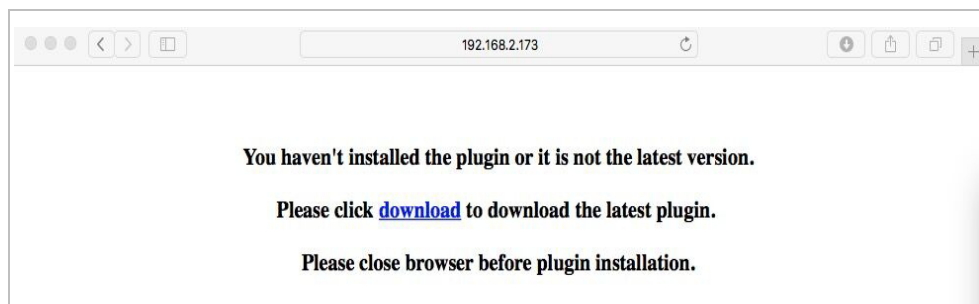 192.168.2.173
You haven't installed the plugin or it is not the latest version.
Please click download to download the latest plugin.
Please close browser before plugin installation.